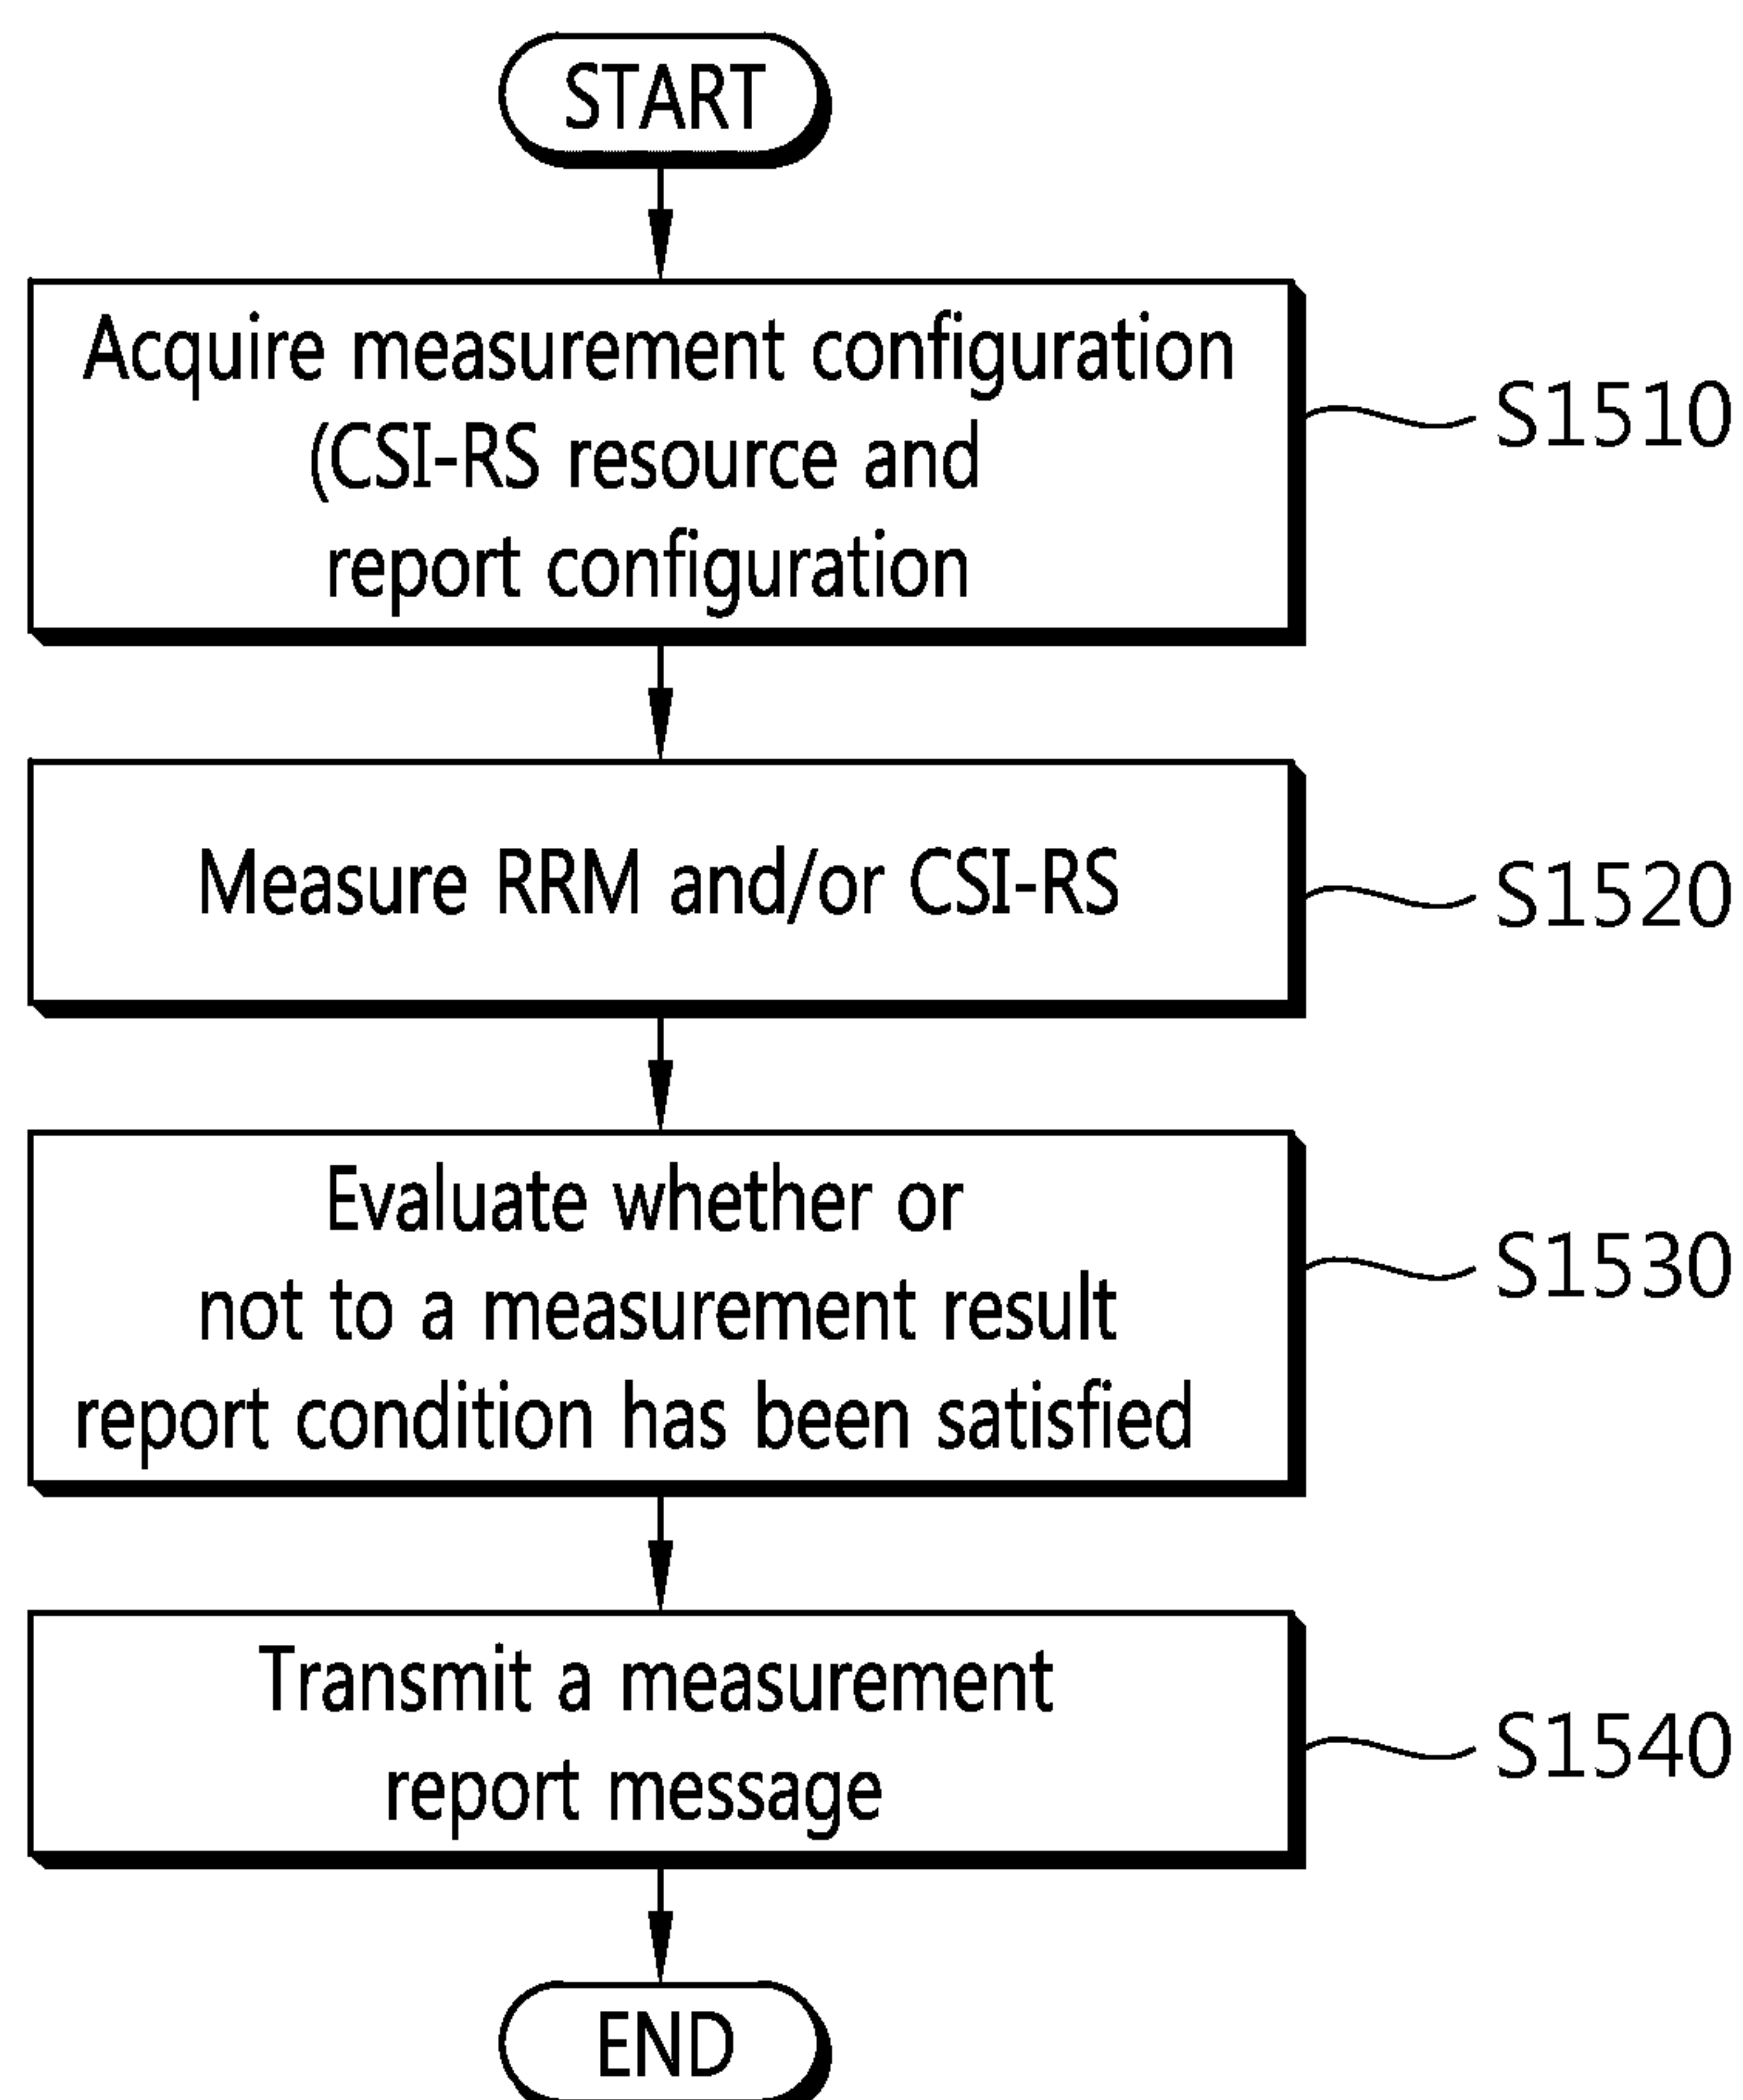 START
Acquire measurement configuration
(CSI-RS resource and
report configuration
S1510
Measure RRM and/or CSI-RS
S1520
Evaluate whether or
not to a measurement result
report condition has been satisfied
S1530
Transmit a measurement
report message
S1540
END